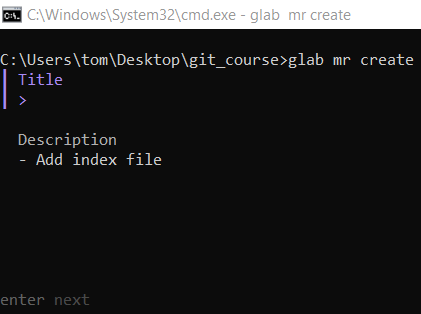 C:\Windows\System32\cmd.exe - glab  mr create
C:\Users\tom\Desktop\git_course>glab mr create
Title
>
Description
- Add index file
enter next